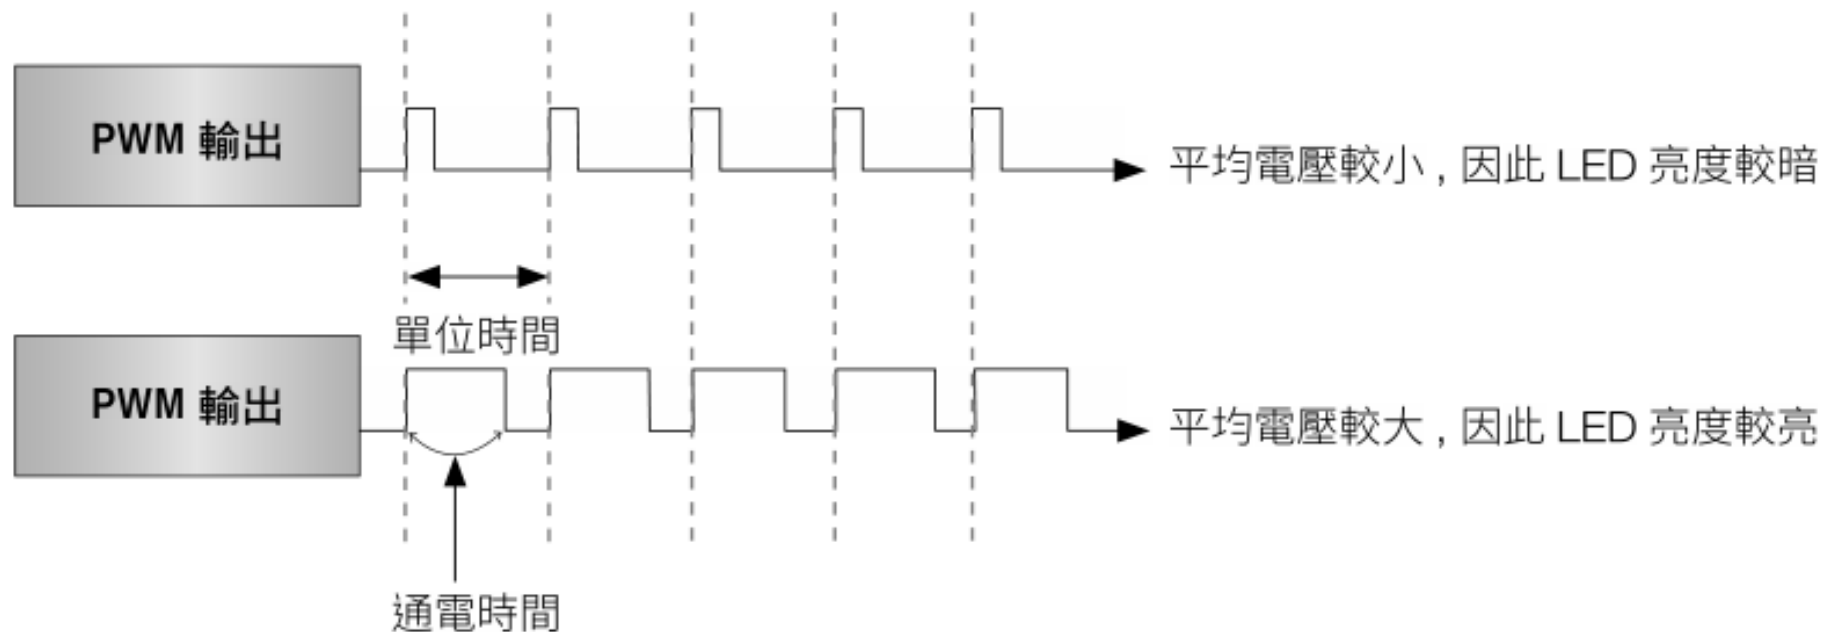 PWM 輸出
平均電壓較小 , 因此 LED 亮度較暗
單位時間
PWM 輸出
平均電壓較大 , 因此 LED 亮度較亮
通電時間